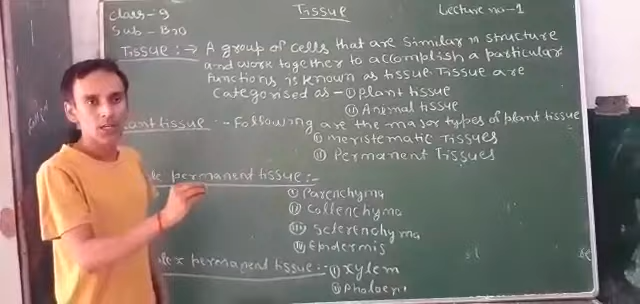 Class-9
Tissue
Lecture no-1
Sub - Bio
Tissue :→ A group of cells that are similar in structure
and work together to accomplish a particular
functions is known as tissue. Tissue are
categorised as - (i) plant tissue
(ii) Animal tissue
lant tissue :- Following are the major types of plant tissue
(i) meristematic Tissues
(ii) Permanent Tissues
permanent tissue :-
(i) Parenchyma
(ii) Collenchyma
(iii) Sclerenchyma
(iv) Epidermis
lex permanent tissue :- (i) Xylem
(ii)